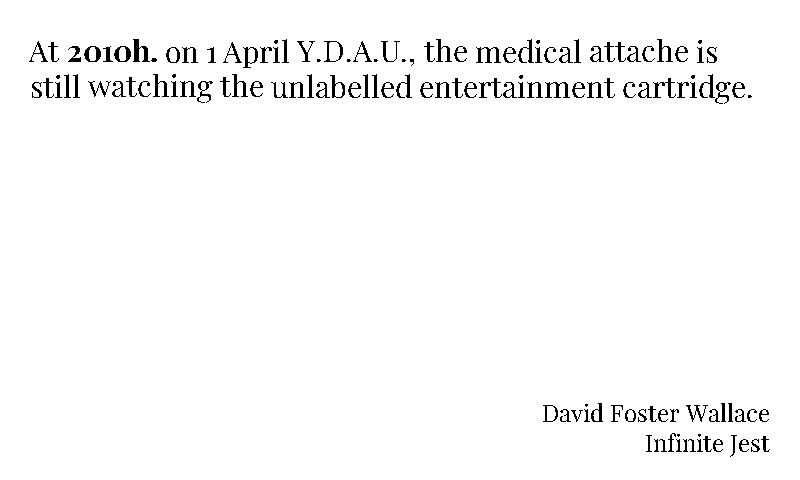 At 2010h. on 1 April Y.D.A.U., the medical attache is
still watching the unlabelled entertainment cartridge.
David Foster Wallace
Infinite Jest